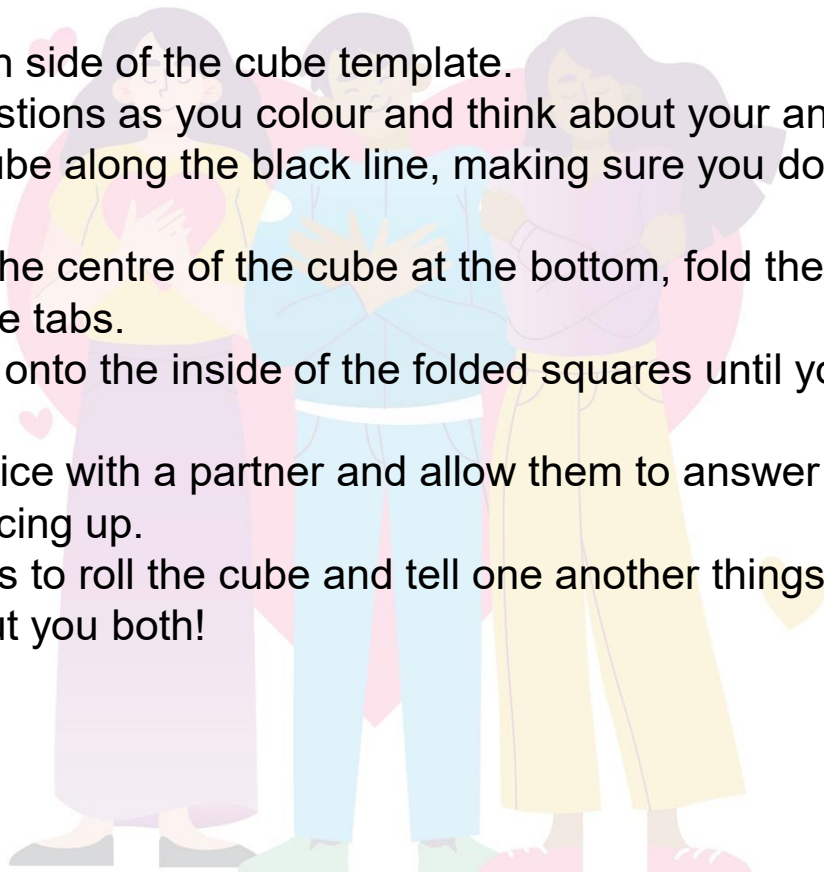 n side of the cube template.
stions as you colour and think about your an
ube along the black line, making sure you do
he centre of the cube at the bottom, fold the
e tabs.
onto the inside of the folded squares until yo
ice with a partner and allow them to answer
cing up.
s to roll the cube and tell one another things
ut you both!